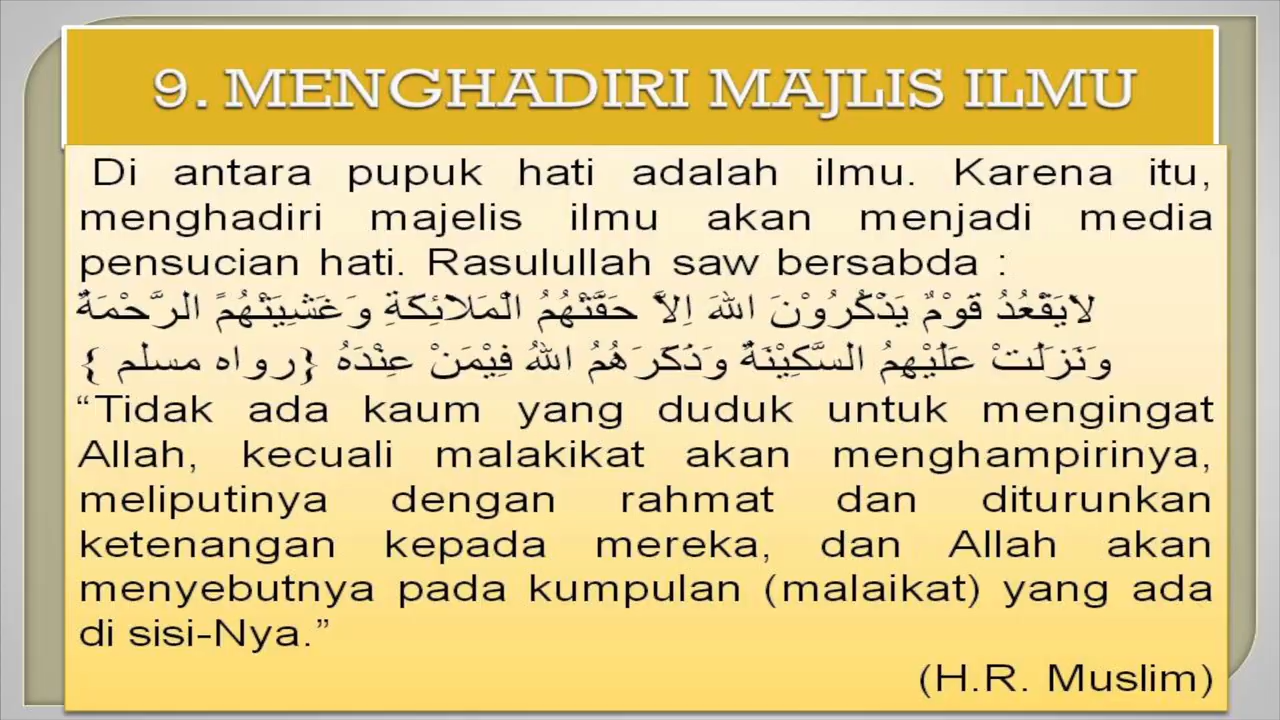 9. MENGHADIRI MAJLIS ILMU
Di antara pupuk hati adalah ilmu. Karena itu,
menghadiri majelis ilmu akan menjadi media
pensucian hati. Rasulullah saw bersabda :
لايَقْعُدُ قَوْمٌ يَذْكُرُوْنَ اللهَ اِلاَّ حَفَّتْهُمُ الْمَلائِكَةِ وَغَشِيَتْهُمً الرَّحْمَةٌ
وَنَزَلَتْ عَلَيْهِمُ السَّكِيْنَةٌ وَذَكَرَهُمُ اللهُ فِيْمَنْ عِنْدَهُ {رواه مسلم }
“Tidak ada kaum yang duduk untuk mengingat
Allah, kecuali malakikat akan menghampirinya,
meliputinya dengan rahmat dan diturunkan
ketenangan kepada mereka, dan Allah akan
menyebutnya pada kumpulan (malaikat) yang ada
di sisi-Nya.”
(H.R. Muslim)